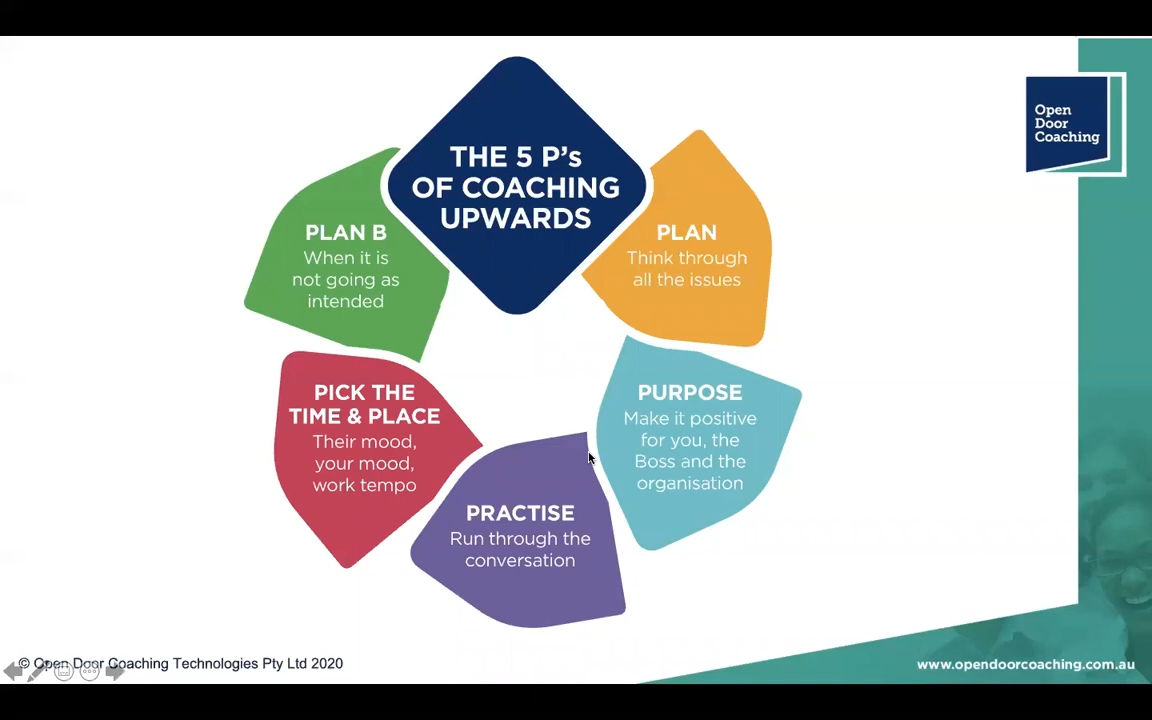 THE 5 P's
OF COACHING
UPWARDS
PLAN
Think through
all the issues
PURPOSE
Make it positive
for you, the
Boss and the
organisation
PRACTISE
Run through the
conversation
PICK THE
TIME & PLACE
Their mood,
your mood,
work tempo
PLAN B
When it is
not going as
intended
Open
Door
Coaching
© Open Door Coaching Technologies Pty Ltd 2020
www.opendoorcoaching.com.au